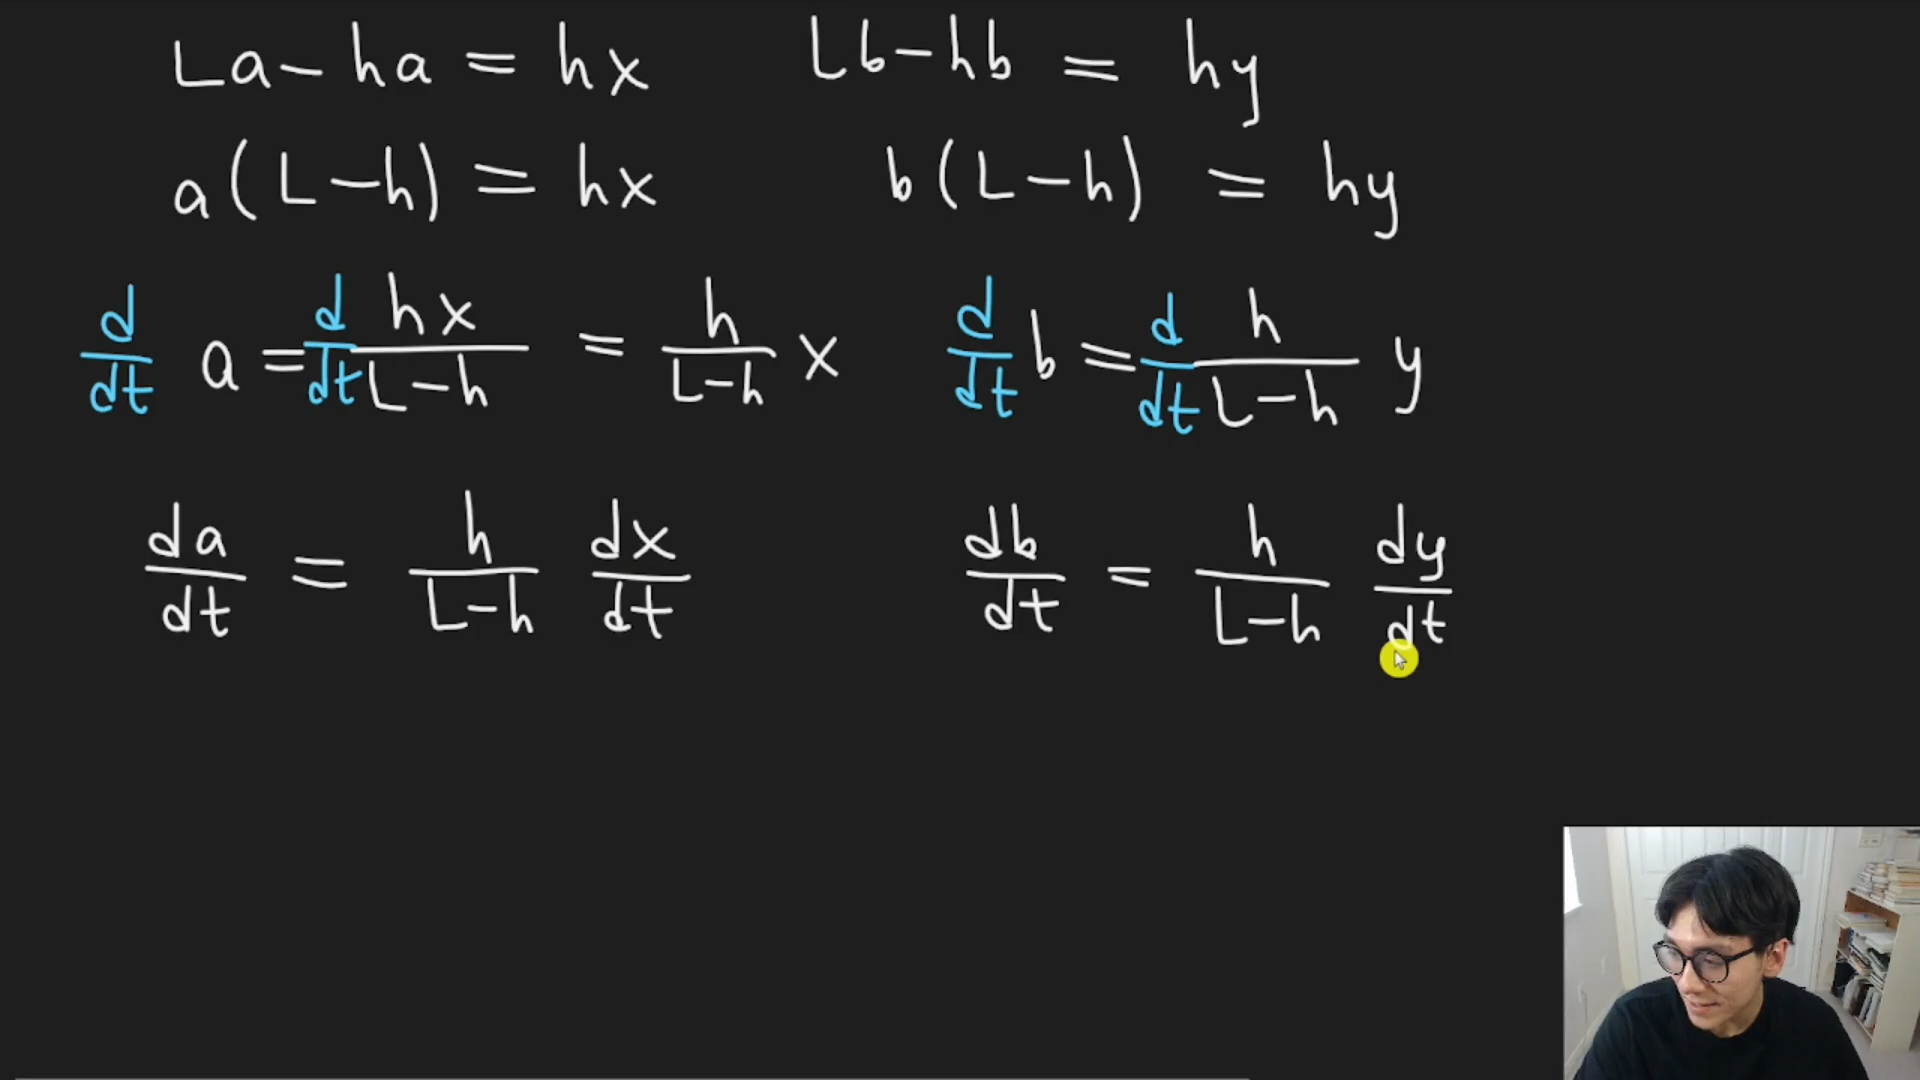 La - ha = hx    Lb - hb = hy
a(L-h) = hx    b(L-h) = hy
d/dt a = d/dt hx/(L-h) = h/(L-h) x    d/dt b = d/dt h/(L-h) y
da/dt = h/(L-h) dx/dt    db/dt = h/(L-h) dy/dt